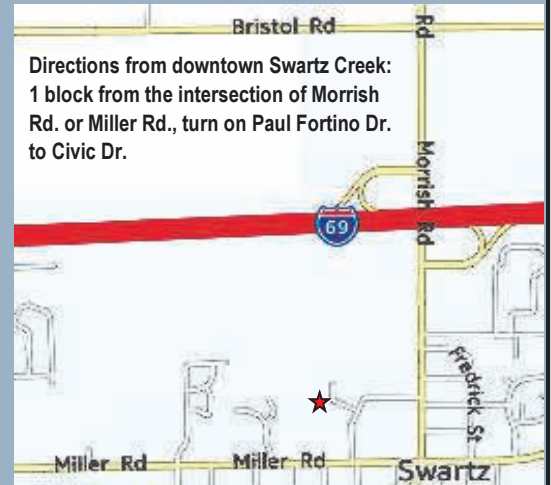 Bristol Rd
Rd
Directions from downtown Swartz Creek:
1 block from the intersection of Morrish
Rd. or Miller Rd., turn on Paul Fortino Dr.
to Civic Dr.
Morrish Rd
69
Fredrick St
Miller Rd
Miller Rd
Swartz